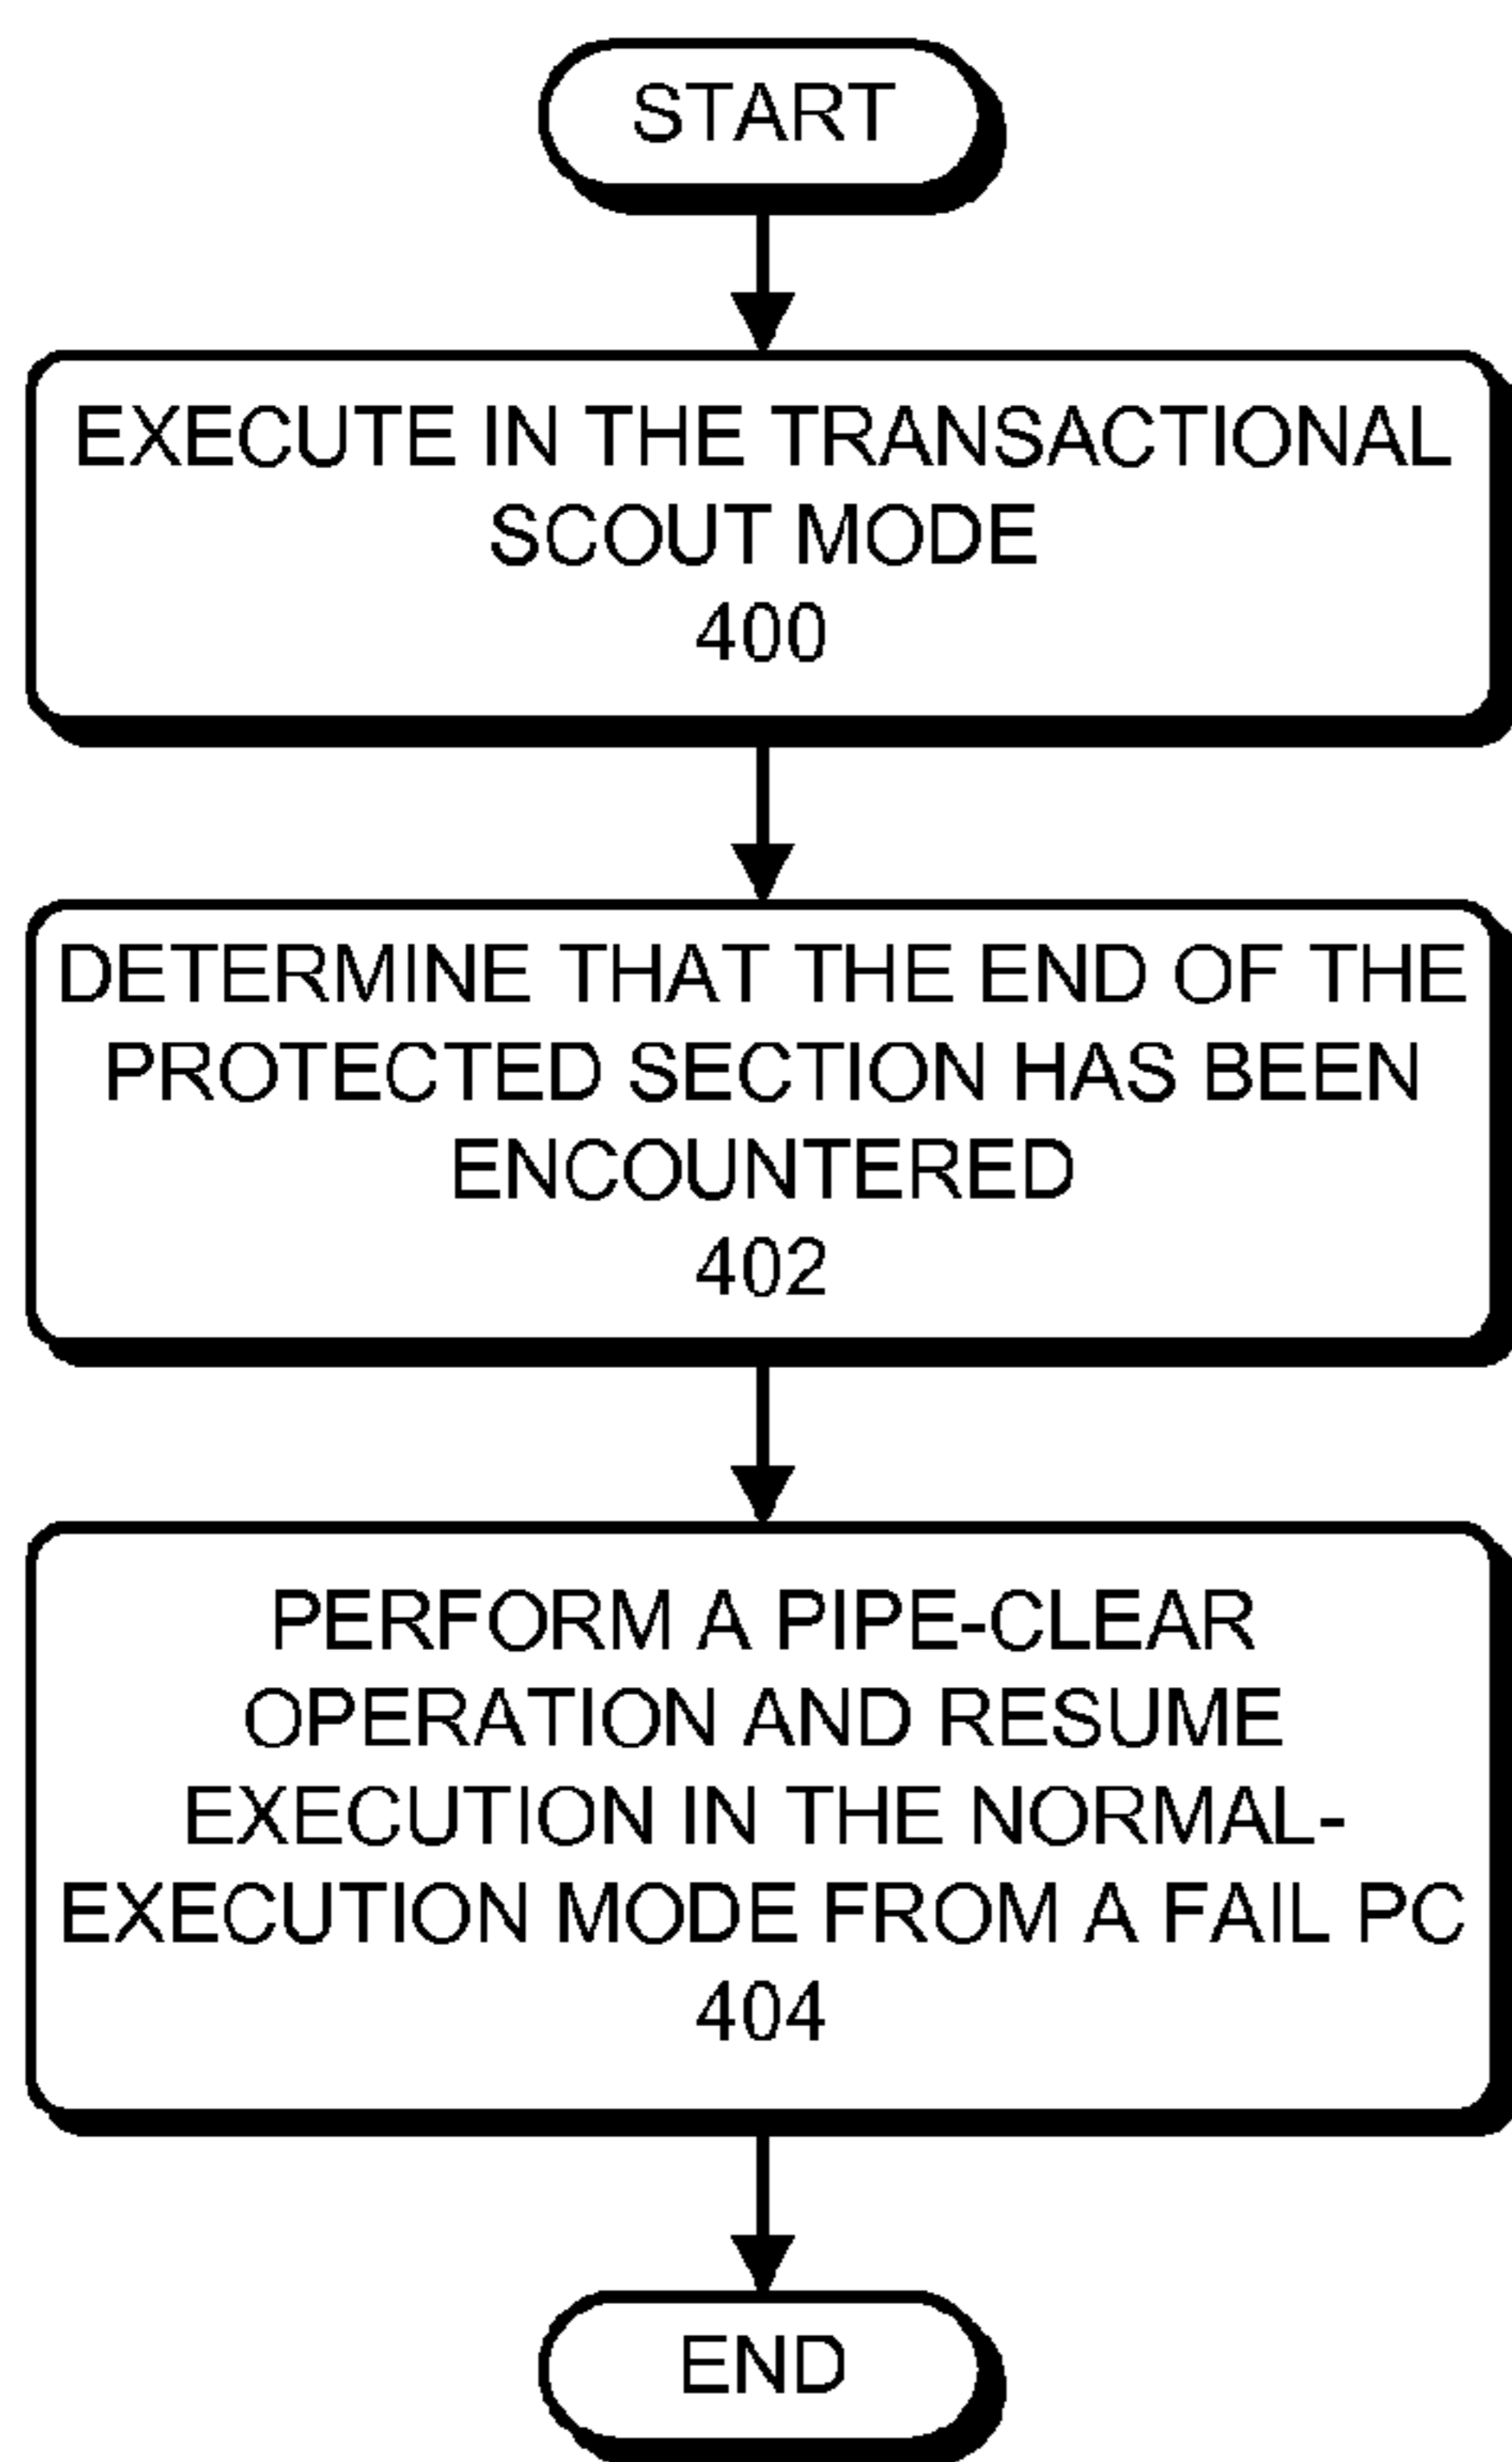 START
EXECUTE IN THE TRANSACTIONAL
SCOUT MODE
400
DETERMINE THAT THE END OF THE
PROTECTED SECTION HAS BEEN
ENCOUNTERED
402
PERFORM A PIPE-CLEAR
OPERATION AND RESUME
EXECUTION IN THE NORMAL-
EXECUTION MODE FROM A FAIL PC
404
END